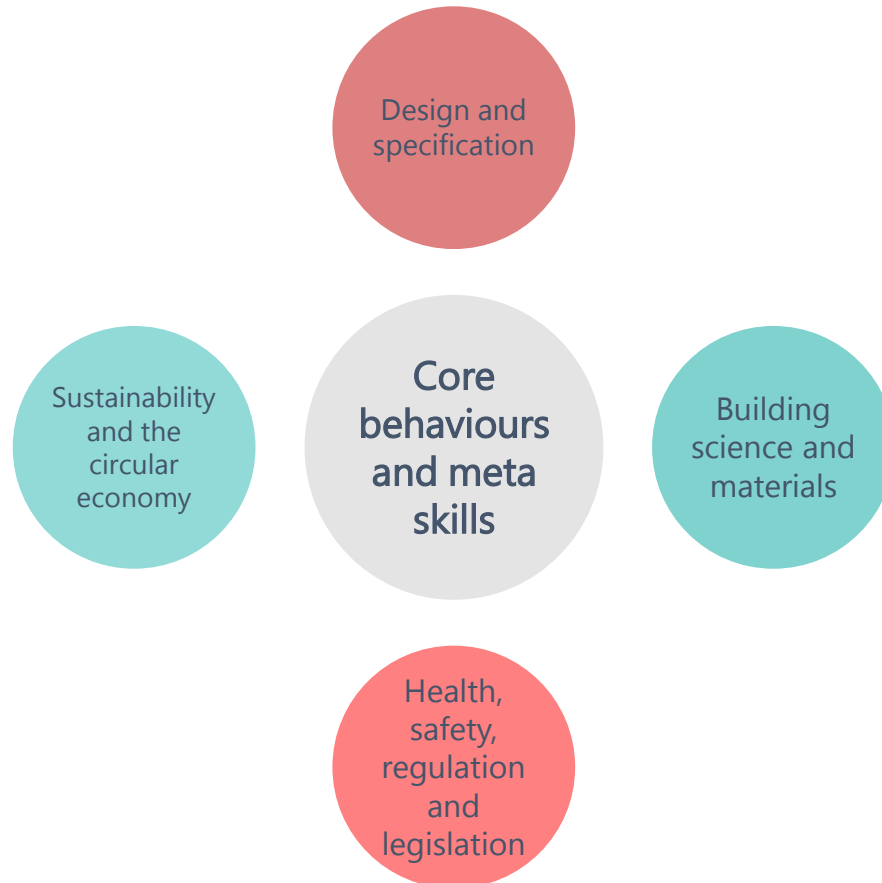 Design and
specification
Sustainability
and the
circular
economy
Core
behaviours
and meta
skills
Building
science and
materials
Health,
safety,
regulation
and
legislation